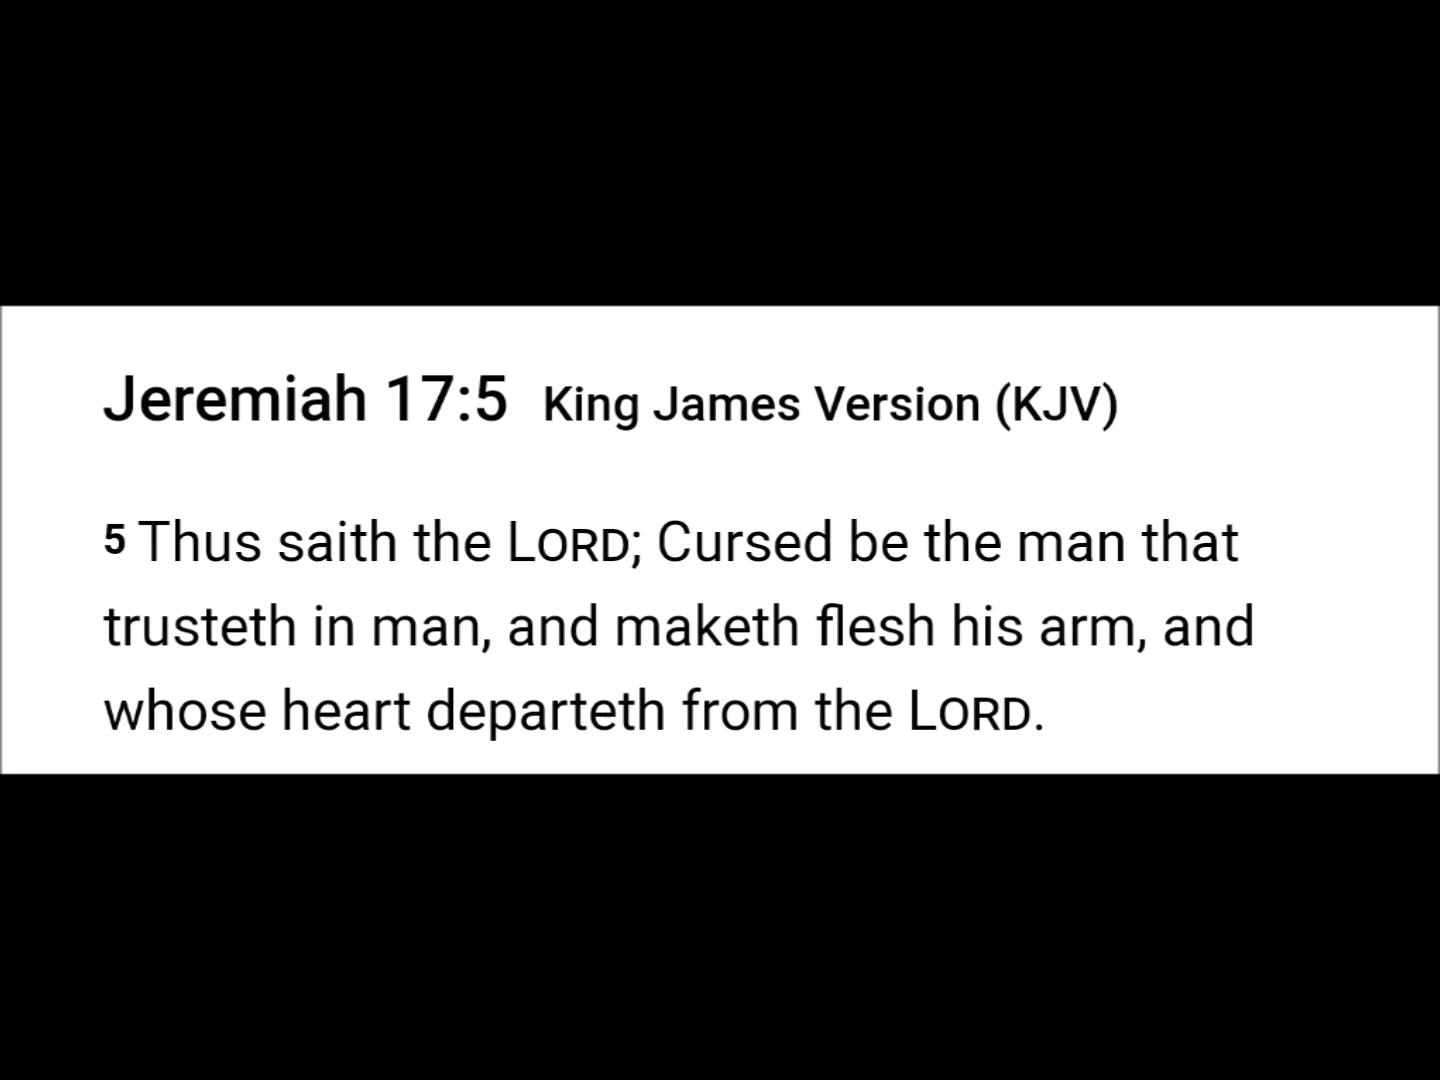 Jeremiah 17:5 King James Version (KJV)
5 Thus saith the LORD; Cursed be the man that
trusteth in man, and maketh flesh his arm, and
whose heart departeth from the LORD.